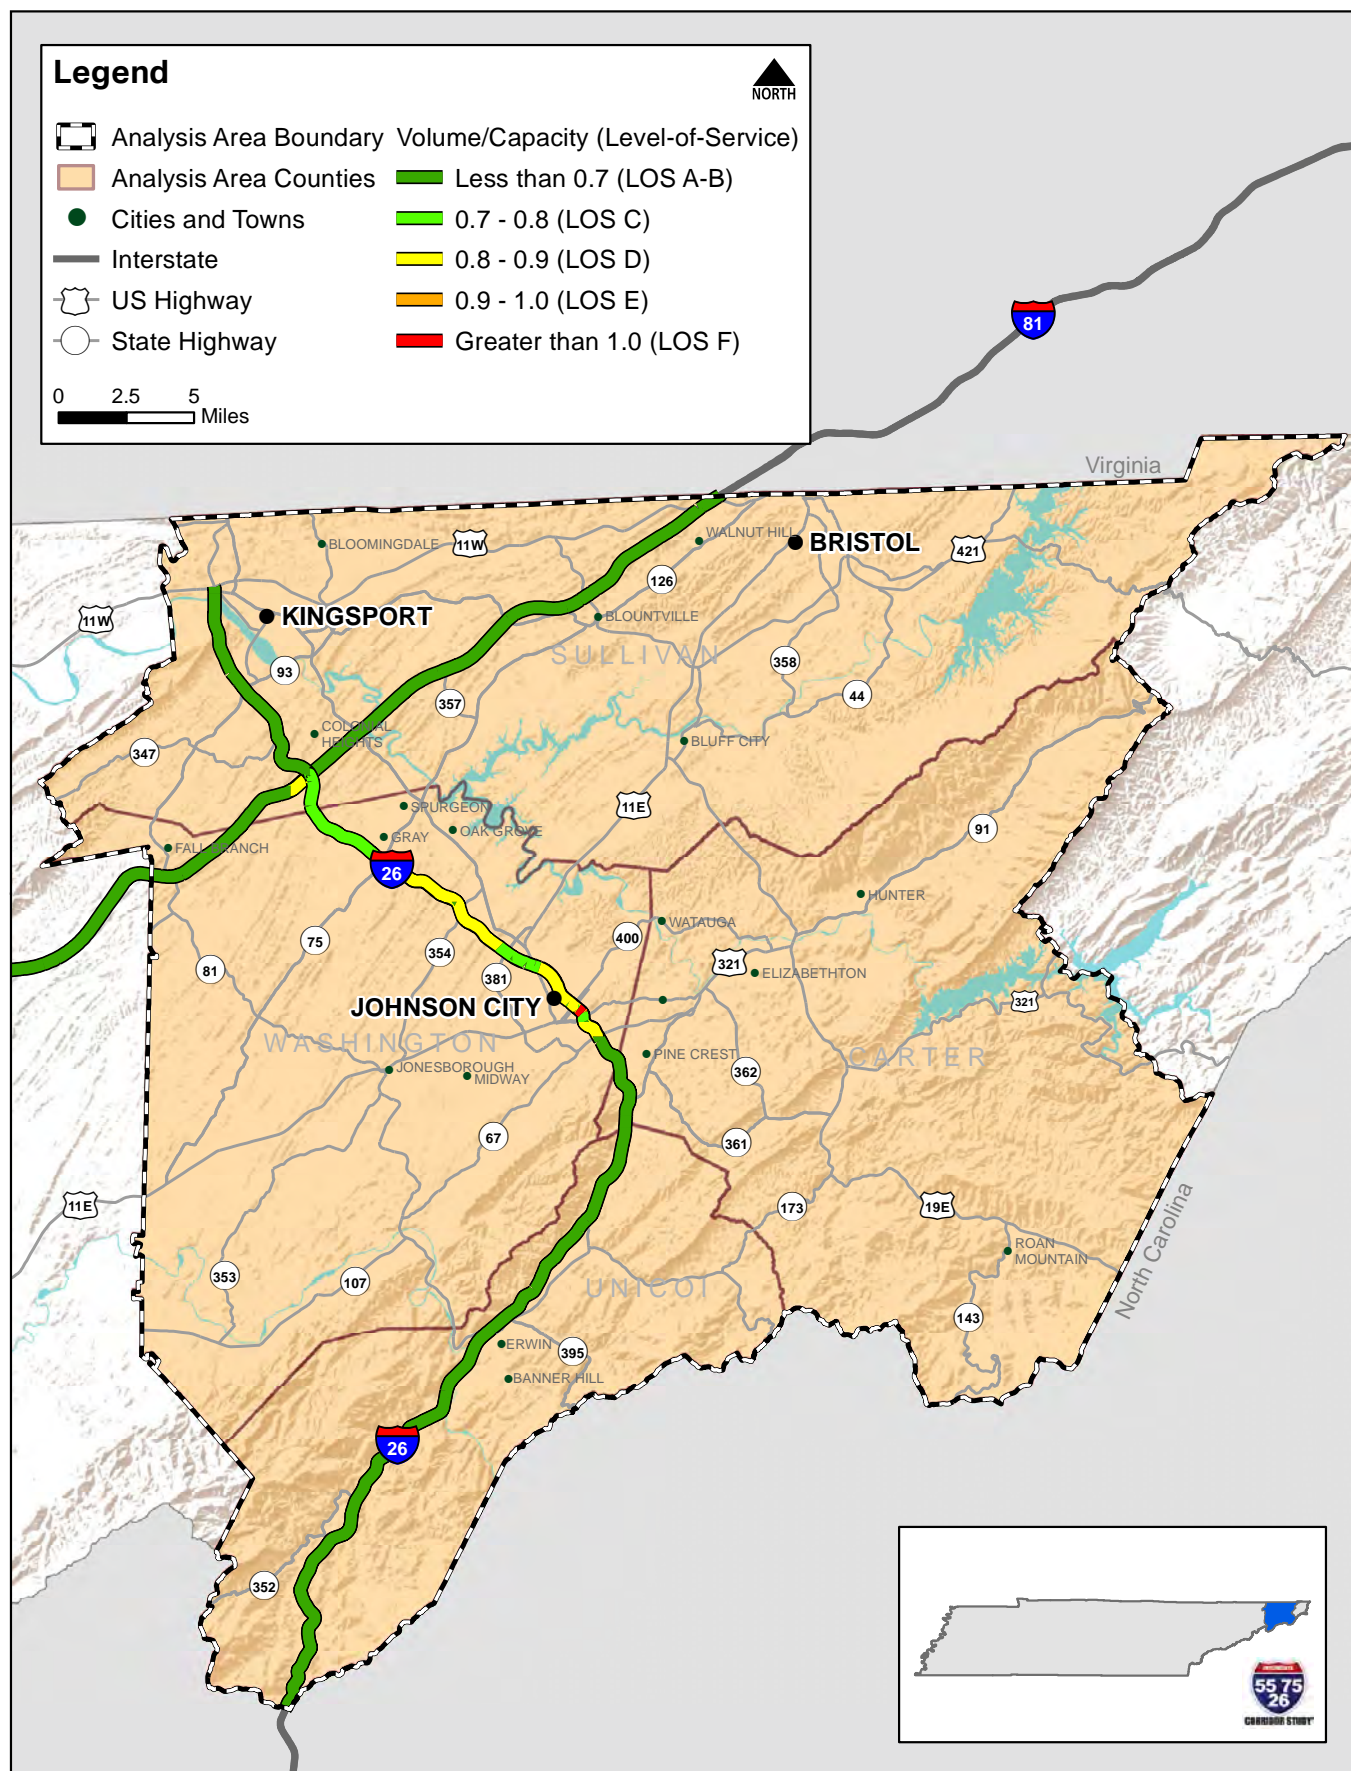 Legend
NORTH
Analysis Area Boundary
Analysis Area Counties
Cities and Towns
Interstate
US Highway
State Highway
Volume/Capacity (Level-of-Service)
Less than 0.7 (LOS A-B)
0.7 - 0.8 (LOS C)
0.8 - 0.9 (LOS D)
0.9 - 1.0 (LOS E)
Greater than 1.0 (LOS F)
0 2.5 5
Miles
81
Virginia
BLOOMINGDALE
11W
WALNUT HILL
BRISTOL
421
126
11W
KINGSPORT
BLOUNTVILLE
SULLIVAN
93
358
357
44
COLONIAL
HEIGHTS
347
BLUFF CITY
SPURGEON
11E
OAK GROVE
GRAY
91
FALL BRANCH
26
HUNTER
WATAUGA
75
354
400
321
81
381
ELIZABETHTON
321
JOHNSON CITY
WASHINGTON
PINE CREST
CARTER
JONESBOROUGH
MIDWAY
362
67
361
11E
173
19E
North Carolina
ROAN
MOUNTAIN
353
107
UNICOI
143
ERWIN
395
BANNER HILL
26
352
INTERSTATE
55 75
26
CORRIDOR STUDY